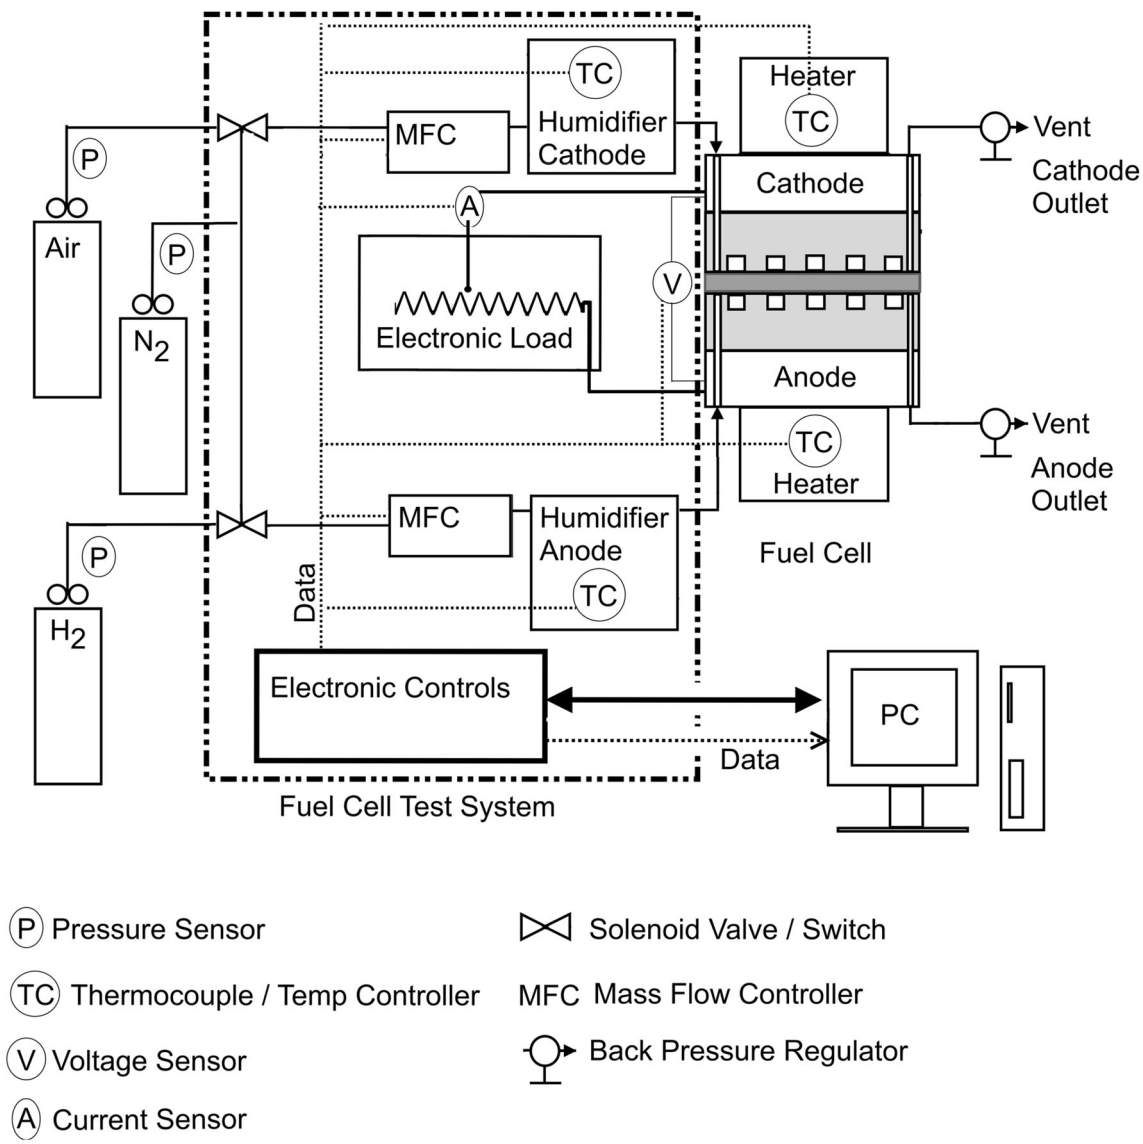 TC
Heater
TC
MFC
Humidifier
Cathode
Vent
Cathode
Outlet
P
Air
A
Cathode
P
N2
V
Electronic Load
Anode
TC
Heater
Vent
Anode
Outlet
MFC
Humidifier
Anode
TC
Fuel Cell
P
H2
Data
Electronic Controls
PC
Data
Fuel Cell Test System
P Pressure Sensor
Solenoid Valve / Switch
TC Thermocouple / Temp Controller
MFC Mass Flow Controller
V Voltage Sensor
Back Pressure Regulator
A Current Sensor